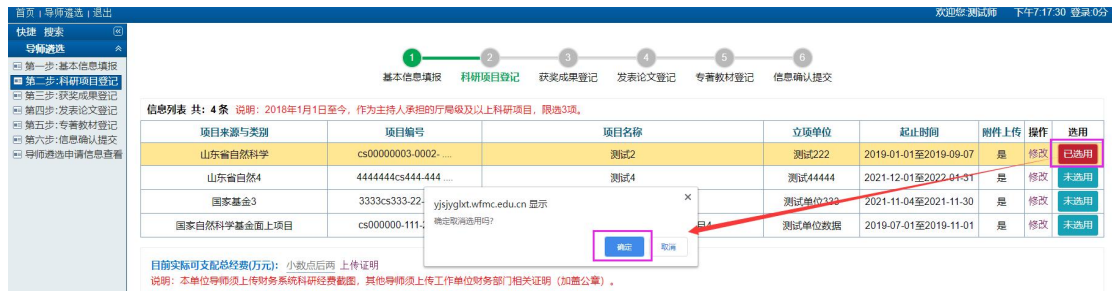 首页 | 导师遴选 | 退出
欢迎您:测试师 下午7:17:30 登录:0分
快捷 搜索
导师遴选
第一步:基本信息填报
第二步:科研项目登记
第三步:获奖成果登记
第四步:发表论文登记
第五步:专著教材登记
第六步:信息确认提交
导师遴选申请信息查看
1 2 3 4 5 6
基本信息填报 科研项目登记 获奖成果登记 发表论文登记 专著教材登记 信息确认提交
信息列表 共: 4 条 说明: 2018年1月1日至今, 作为主持人承担的厅局级及以上科研项目, 限选3项。
项目来源与类别 项目编号 项目名称 立项单位 起止时间 附件上传 操作 选用
山东省自然科学 cs00000003-0002- .... 测试2 测试222 2019-01-01至2019-09-07 是 修改 已选用
山东省自然4 4444444cs444-444 .... 测试4 测试44444 2021-12-01至2022-01-31 是 修改 未选用
国家基金3 3333cs333-22- 测试单位333 2021-11-04至2021-11-30 是 修改 未选用
国家自然科学基金面上项目 cs000000-111- 目4 测试单位数据 2019-07-01至2019-11-01 是 修改 未选用
yjsjyglxt.wfmc.edu.cn 显示
确定取消选用吗?
确定 取消
目前实际可支配总经费(万元): 小数点后两 上传证明
说明: 本单位导师须上传财务系统科研经费截图, 其他导师须上传工作单位财务部门相关证明 (加盖公章) 。